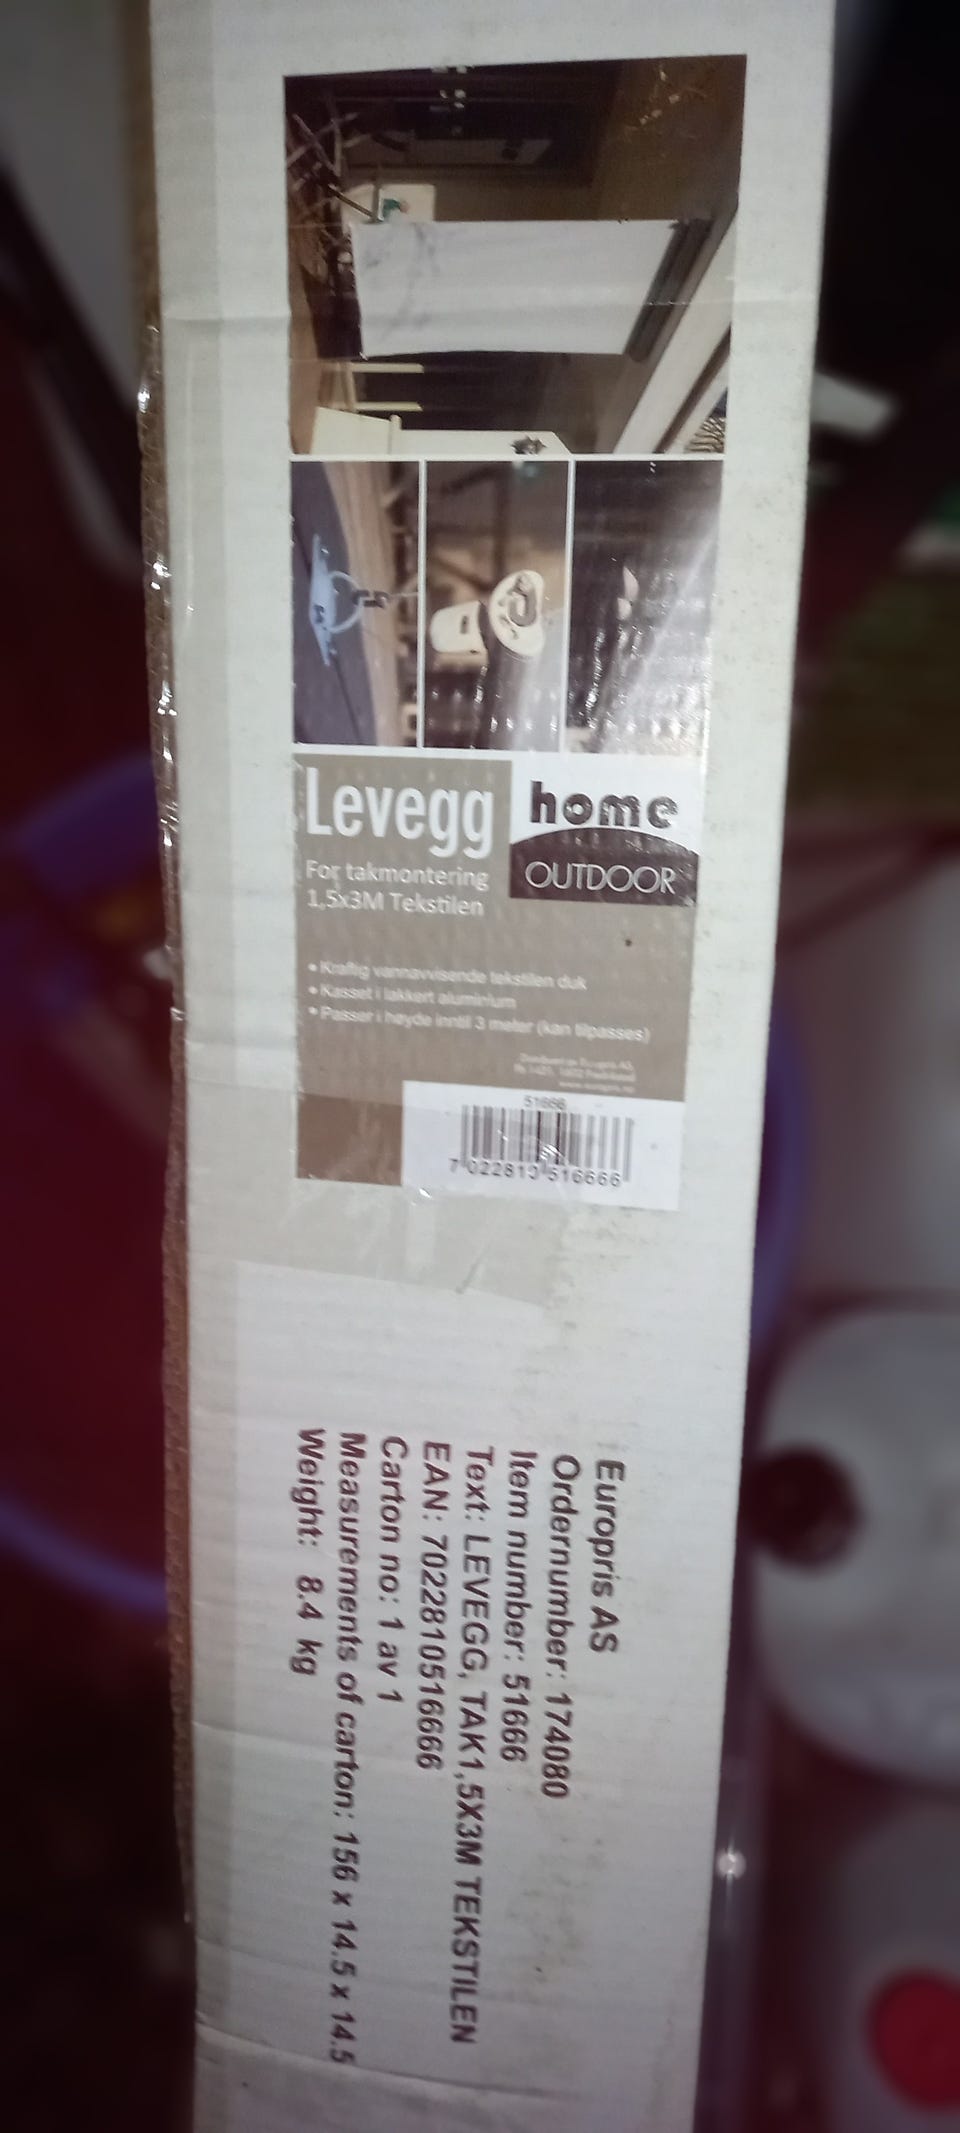 Levegg
For takmontering
1,5x3M Tekstilen
home
OUTDOOR
• Kraftig vannavvisende tekstilen duk
• Kasset i lakkert aluminium
• Passer i høyde inntil 3 meter (kan tilpasses)
51666
7 022810 516666
Europris AS
Ordernumber: 174080
Item number: 51666
Text: LEVEGG, TAK1,5X3M TEKSTILEN
EAN: 7022810516666
Carton no: 1 av 1
Measurements of carton: 156 x 14.5 x 14.5
Weight: 8.4 kg